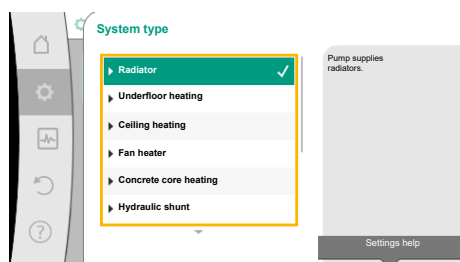 System type
Radiator
Underfloor heating
Ceiling heating
Fan heater
Concrete core heating
Hydraulic shunt
Pump supplies
radiators.
Settings help
?